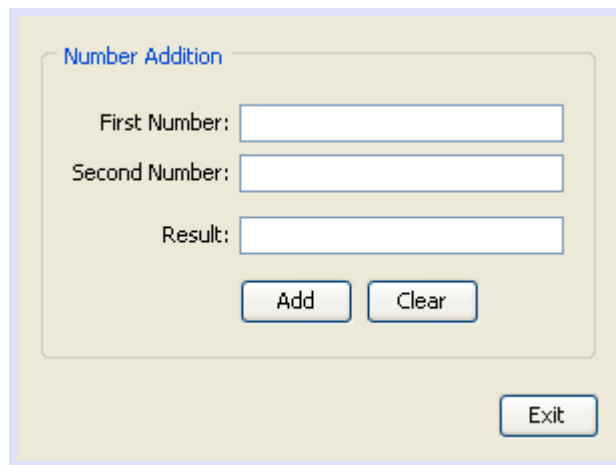 Number Addition
First Number:
Second Number:
Result:
Add Clear
Exit